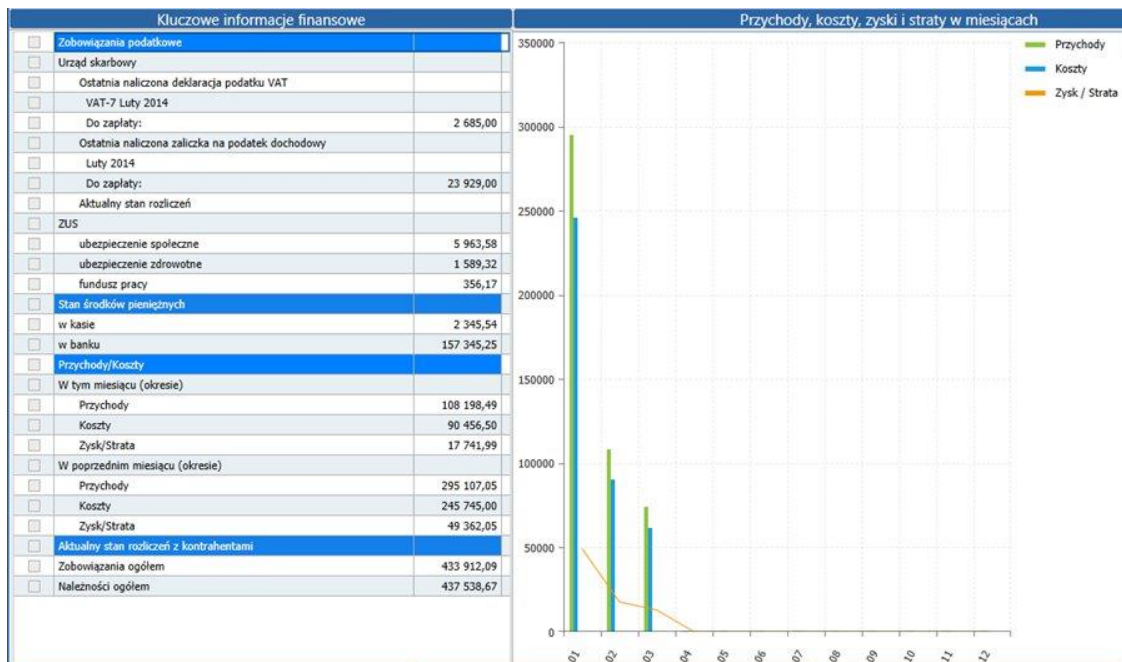 Kluczowe informacje finansowe
Zobowiązania podatkowe
Urząd skarbowy
Ostatnia naliczona deklaracja podatku VAT
VAT-7 Luty 2014
Do zapłaty: 2 685,00
Ostatnia naliczona zaliczka na podatek dochodowy
Luty 2014
Do zapłaty: 23 929,00
Aktualny stan rozliczeń
ZUS
ubezpieczenie społeczne 5 963,58
ubezpieczenie zdrowotne 1 589,32
fundusz pracy 356,17
Stan środków pieniężnych
w kasie 2 345,54
w banku 157 345,25
Przychody/Koszty
W tym miesiącu (okresie)
Przychody 108 198,49
Koszty 90 456,50
Zysk/Strata 17 741,99
W poprzednim miesiącu (okresie)
Przychody 295 107,05
Koszty 245 745,00
Zysk/Strata 49 362,05
Aktualny stan rozliczeń z kontrahentami
Zobowiązania ogółem 433 912,09
Należności ogółem 437 538,67
Przychody, koszty, zyski i straty w miesiącach
350000
300000
250000
200000
150000
100000
50000
0
01 02 03 04 05 06 07 08 09 10 11 12
Przychody
Koszty
Zysk / Strata